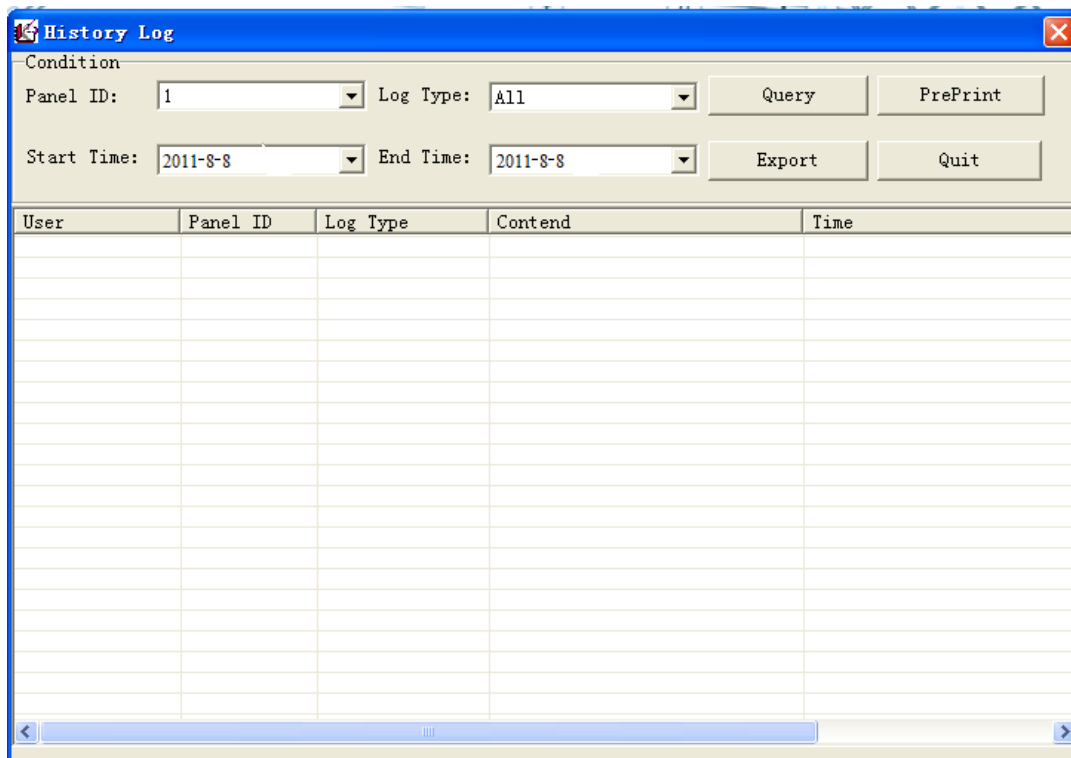 History Log
Condition
Panel ID: 1 Log Type: All Query PrePrint
Start Time: 2011-8-8 End Time: 2011-8-8 Export Quit
User Panel ID Log Type Contend Time